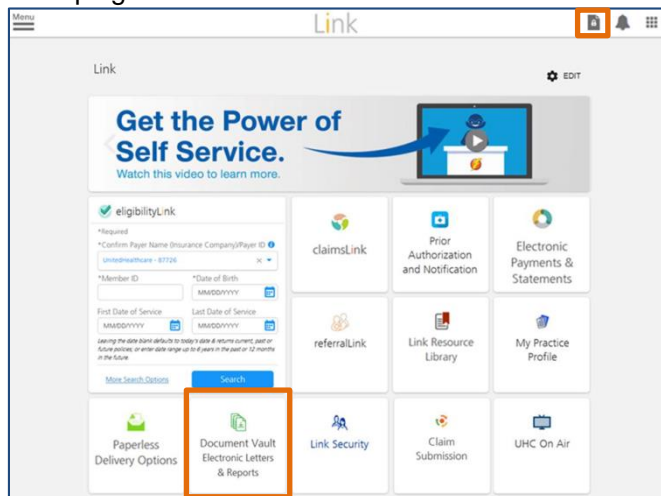 Menu
Link
Link
EDIT
Get the Power of
Self Service.
Watch this video to learn more.
eligibilityLink
*Required
*Confirm Payer Name (Insurance Company)/Payer ID
UnitedHealthcare - 87726
*Member ID
*Date of Birth
MM/DD/YYYY
First Date of Service
Last Date of Service
MM/DD/YYYY
MM/DD/YYYY
Leaving the date blank defaults to today's date & returns current, past or
future policies, or enter date range up to 6 years in the past or 12 months
in the future.
More Search Options
Search
claimsLink
Prior
Authorization
and Notification
Electronic
Payments &
Statements
referralLink
Link Resource
Library
My Practice
Profile
Paperless
Delivery Options
Document Vault
Electronic Letters
& Reports
Link Security
Claim
Submission
UHC On Air